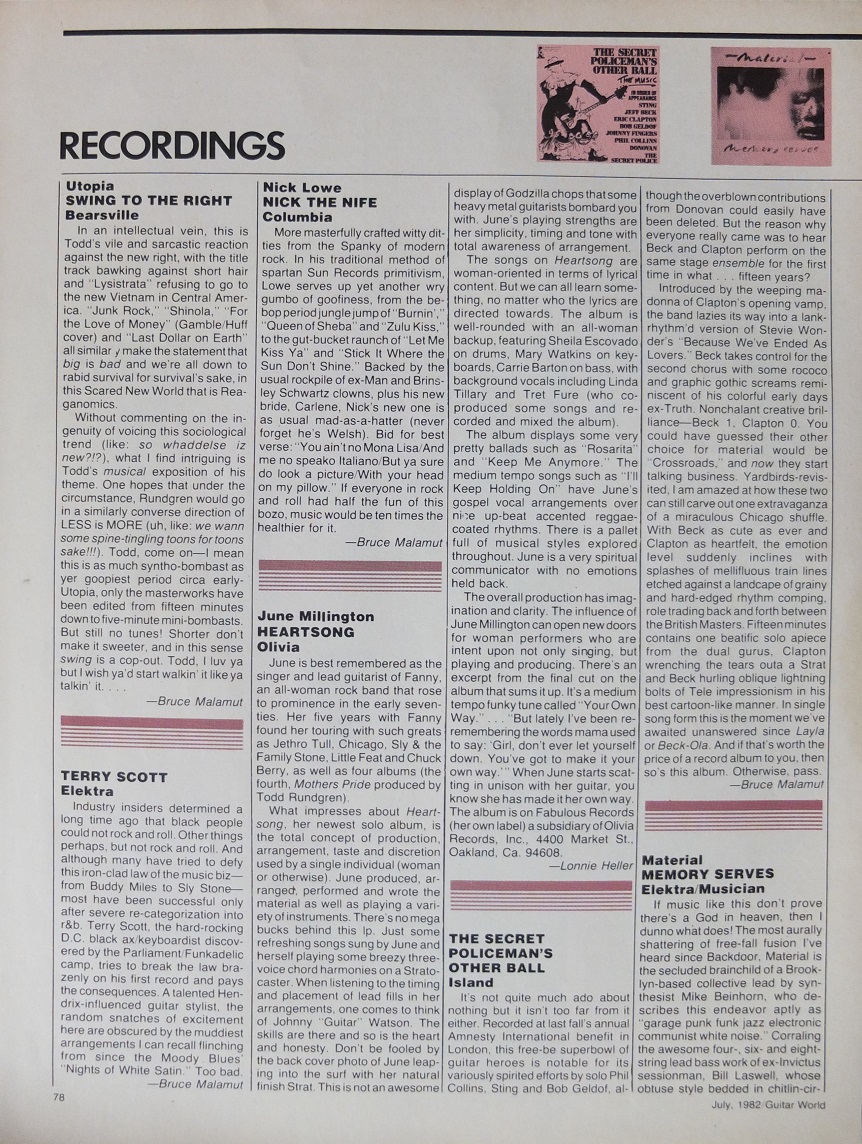 THE SECRET
POLICEMAN'S
OTHER BALL
THE MUSIC
IN ORDER OF
APPEARANCE
STING
JEFF BECK
ERIC CLAPTON
BOB GELDOF
JOHNNY FINGERS
PHIL COLLINS
DONOVAN
THE
SECRET POLICE
—Material—
memory serves
RECORDINGS
Utopia
SWING TO THE RIGHT
Bearsville
In an intellectual vein, this is
Todd's vile and sarcastic reaction
against the new right, with the title
track bawking against short hair
and "Lysistrata" refusing to go to
the new Vietnam in Central Amer-
ica. "Junk Rock," "Shinola," "For
the Love of Money" (Gamble/Huff
cover) and "Last Dollar on Earth"
all similar y make the statement that
big is bad and we're all down to
rabid survival for survival's sake, in
this Scared New World that is Rea-
ganomics.
Without commenting on the in-
genuity of voicing this sociological
trend (like: so whaddelse iz
new?!?), what I find intriguing is
Todd's musical exposition of his
theme. One hopes that under the
circumstance, Rundgren would go
in a similarly converse direction of
LESS is MORE (uh, like: we wann
some spine-tingling toons for toons
sake!!!). Todd, come on—I mean
this is as much syntho-bombast as
yer goopiest period circa early-
Utopia, only the masterworks have
been edited from fifteen minutes
down to five-minute mini-bombasts.
But still no tunes! Shorter don't
make it sweeter, and in this sense
swing is a cop-out. Todd, I luv ya
but I wish ya'd start walkin' it like ya
talkin' it. . . .
—Bruce Malamut
TERRY SCOTT
Elektra
Industry insiders determined a
long time ago that black people
could not rock and roll. Other things
perhaps, but not rock and roll. And
although many have tried to defy
this iron-clad law of the music biz—
from Buddy Miles to Sly Stone—
most have been successful only
after severe re-categorization into
r&b. Terry Scott, the hard-rocking
D.C. black ax/keyboardist discov-
ered by the Parliament/Funkadelic
camp, tries to break the law bra-
zenly on his first record and pays
the consequences. A talented Hen-
drix-influenced guitar stylist, the
random snatches of excitement
here are obscured by the muddiest
arrangements I can recall flinching
from since the Moody Blues'
"Nights of White Satin." Too bad.
—Bruce Malamut
Nick Lowe
NICK THE NIFE
Columbia
More masterfully crafted witty dit-
ties from the Spanky of modern
rock. In his traditional method of
spartan Sun Records primitivism,
Lowe serves up yet another wry
gumbo of goofiness, from the be-
bop period jungle jump of "Burnin',"
"Queen of Sheba" and "Zulu Kiss,"
to the gut-bucket raunch of "Let Me
Kiss Ya" and "Stick It Where the
Sun Don't Shine." Backed by the
usual rockpile of ex-Man and Brins-
ley Schwartz clowns, plus his new
bride, Carlene, Nick's new one is
as usual mad-as-a-hatter (never
forget he's Welsh). Bid for best
verse: "You ain't no Mona Lisa/And
me no speako Italiano/But ya sure
do look a picture/With your head
on my pillow." If everyone in rock
and roll had half the fun of this
bozo, music would be ten times the
healthier for it.
—Bruce Malamut
June Millington
HEARTSONG
Olivia
June is best remembered as the
singer and lead guitarist of Fanny,
an all-woman rock band that rose
to prominence in the early seven-
ties. Her five years with Fanny
found her touring with such greats
as Jethro Tull, Chicago, Sly & the
Family Stone, Little Feat and Chuck
Berry, as well as four albums (the
fourth, Mothers Pride produced by
Todd Rundgren).
What impresses about Heart-
song, her newest solo album, is
the total concept of production,
arrangement, taste and discretion
used by a single individual (woman
or otherwise). June produced, ar-
ranged, performed and wrote the
material as well as playing a vari-
ety of instruments. There's no mega
bucks behind this lp. Just some
refreshing songs sung by June and
herself playing some breezy three-
voice chord harmonies on a Strato-
caster. When listening to the timing
and placement of lead fills in her
arrangements, one comes to think
of Johnny "Guitar" Watson. The
skills are there and so is the heart
and honesty. Don't be fooled by
the back cover photo of June leap-
ing into the surf with her natural
finish Strat. This is not an awesome
display of Godzilla chops that some
heavy metal guitarists bombard you
with. June's playing strengths are
her simplicity, timing and tone with
total awareness of arrangement.
The songs on Heartsong are
woman-oriented in terms of lyrical
content. But we can all learn some-
thing, no matter who the lyrics are
directed towards. The album is
well-rounded with an all-woman
backup, featuring Sheila Escovado
on drums, Mary Watkins on key-
boards, Carrie Barton on bass, with
background vocals including Linda
Tillary and Tret Fure (who co-
produced some songs and re-
corded and mixed the album).
The album displays some very
pretty ballads such as "Rosarita"
and "Keep Me Anymore." The
medium tempo songs such as "I'll
Keep Holding On" have June's
gospel vocal arrangements over
nice up-beat accented reggae-
coated rhythms. There is a pallet
full of musical styles explored
throughout. June is a very spiritual
communicator with no emotions
held back.
The overall production has imag-
ination and clarity. The influence of
June Millington can open new doors
for woman performers who are
intent upon not only singing, but
playing and producing. There's an
excerpt from the final cut on the
album that sums it up. It's a medium
tempo funky tune called "Your Own
Way." . . . "But lately I've been re-
membering the words mama used
to say: 'Girl, don't ever let yourself
down. You've got to make it your
own way.'" When June starts scat-
ting in unison with her guitar, you
know she has made it her own way.
The album is on Fabulous Records
(her own label) a subsidiary of Olivia
Records, Inc., 4400 Market St.,
Oakland, Ca. 94608.
—Lonnie Heller
THE SECRET
POLICEMAN'S
OTHER BALL
Island
It's not quite much ado about
nothing but it isn't too far from it
either. Recorded at last fall's annual
Amnesty International benefit in
London, this free-be superbowl of
guitar heroes is notable for its
variously spirited efforts by solo Phil
Collins, Sting and Bob Geldof, al-
though the overblown contributions
from Donovan could easily have
been deleted. But the reason why
everyone really came was to hear
Beck and Clapton perform on the
same stage ensemble for the first
time in what . . . fifteen years?
Introduced by the weeping ma-
donna of Clapton's opening vamp,
the band lazies its way into a lank-
rhythm'd version of Stevie Won-
der's "Because We've Ended As
Lovers." Beck takes control for the
second chorus with some rococo
and graphic gothic screams remi-
niscent of his colorful early days
ex-Truth. Nonchalant creative bril-
liance—Beck 1, Clapton 0. You
could have guessed their other
choice for material would be
"Crossroads," and now they start
talking business. Yardbirds-revis-
ited, I am amazed at how these two
can still carve out one extravaganza
of a miraculous Chicago shuffle.
With Beck as cute as ever and
Clapton as heartfelt, the emotion
level suddenly inclines with
splashes of mellifluous train lines
etched against a landcape of grainy
and hard-edged rhythm comping,
role trading back and forth between
the British Masters. Fifteen minutes
contains one beatific solo apiece
from the dual gurus, Clapton
wrenching the tears outa a Strat
and Beck hurling oblique lightning
bolts of Tele impressionism in his
best cartoon-like manner. In single
song form this is the moment we've
awaited unanswered since Layla
or Beck-Ola. And if that's worth the
price of a record album to you, then
so's this album. Otherwise, pass.
—Bruce Malamut
Material
MEMORY SERVES
Elektra/Musician
If music like this don't prove
there's a God in heaven, then I
dunno what does! The most aurally
shattering of free-fall fusion I've
heard since Backdoor, Material is
the secluded brainchild of a Brook-
lyn-based collective lead by syn-
thesist Mike Beinhorn, who de-
scribes this endeavor aptly as
"garage punk funk jazz electronic
communist white noise." Corraling
the awesome four-, six- and eight-
string lead bass work of ex-Invictus
sessionman, Bill Laswell, whose
obtuse style bedded in chitlin-cir-
78
July, 1982/Guitar World